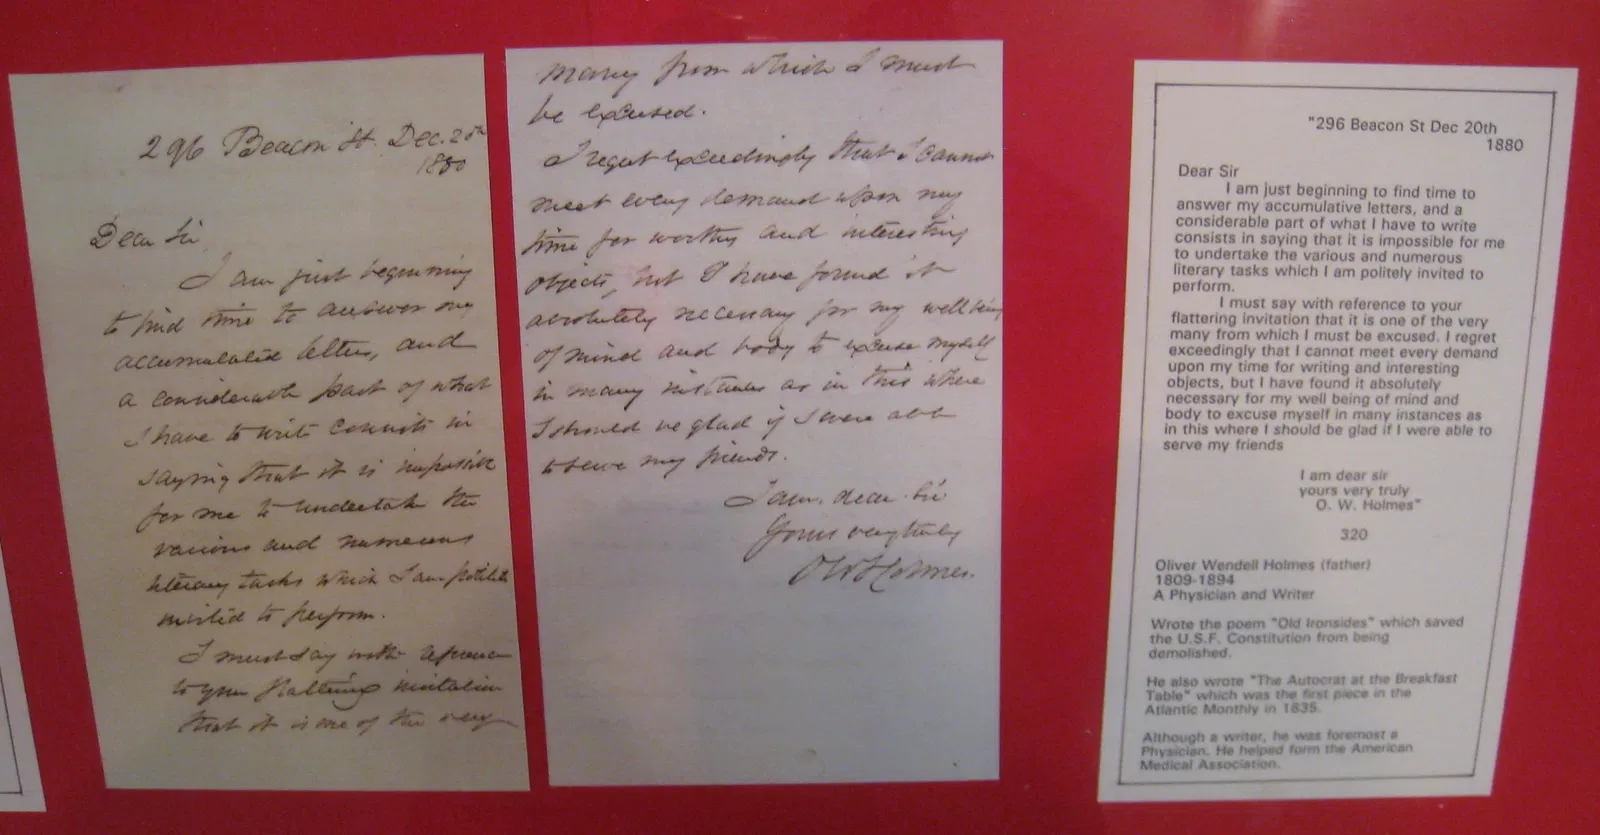 296 Beacon St. Dec. 20th
1880
Dear Sir,
I am just beginning
to find time to answer my
accumulated letters, and
a considerable part of what
I have to write consists in
saying that it is impossible
for me to undertake the
various and numerous
literary tasks which I am politely
invited to perform.
I must say with reference
to your flattering invitation
that it is one of the very
many from which I must
be excused.
I regret exceedingly that I cannot
meet every demand upon my
time for worthy and interesting
objects, but I have found it
absolutely necessary for my well being
of mind and body to excuse myself
in many instances as in this where
I should be glad if I were able
to serve my friends.
I am, dear Sir
Yours very truly
O W Holmes.
"296 Beacon St Dec 20th
1880
Dear Sir
I am just beginning to find time to
answer my accumulative letters, and a
considerable part of what I have to write
consists in saying that it is impossible for me
to undertake the various and numerous
literary tasks which I am politely invited to
perform.
I must say with reference to your
flattering invitation that it is one of the very
many from which I must be excused. I regret
exceedingly that I cannot meet every demand
upon my time for writing and interesting
objects, but I have found it absolutely
necessary for my well being of mind and
body to excuse myself in many instances as
in this where I should be glad if I were able to
serve my friends
I am dear sir
yours very truly
O. W. Holmes"
320
Oliver Wendell Holmes (father)
1809-1894
A Physician and Writer
Wrote the poem "Old Ironsides" which saved
the U.S.F. Constitution from being
demolished.
He also wrote "The Autocrat at the Breakfast
Table" which was the first piece in the
Atlantic Monthly in 1835.
Although a writer, he was foremost a
Physician. He helped form the American
Medical Association.